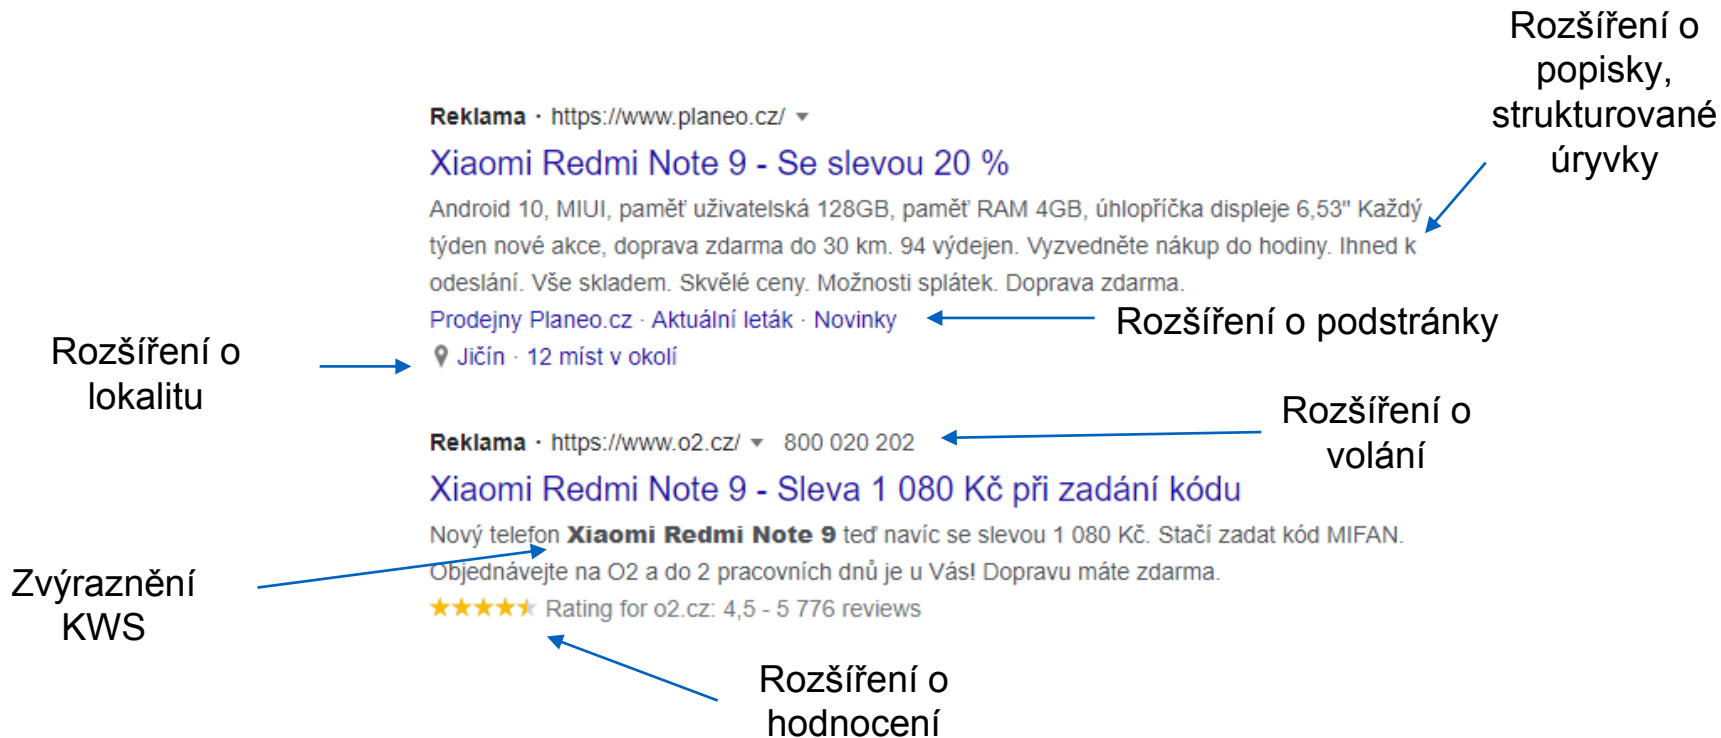 Rozšíření o
popisky,
strukturované
úryvky
Reklama · https://www.planeo.cz/
Xiaomi Redmi Note 9 - Se slevou 20 %
Android 10, MIUI, paměť uživatelská 128GB, paměť RAM 4GB, úhlopříčka displeje 6,53" Každý
týden nové akce, doprava zdarma do 30 km. 94 výdejen. Vyzvedněte nákup do hodiny. Ihned k
odeslání. Vše skladem. Skvělé ceny. Možnosti splátek. Doprava zdarma.
Prodejny Planeo.cz · Aktuální leták · Novinky
Rozšíření o podstránky
Rozšíření o
lokalitu
Jičín · 12 míst v okolí
Rozšíření o
volání
Reklama · https://www.o2.cz/ 800 020 202
Xiaomi Redmi Note 9 - Sleva 1 080 Kč při zadání kódu
Nový telefon Xiaomi Redmi Note 9 teď navíc se slevou 1 080 Kč. Stačí zadat kód MIFAN.
Objednávejte na O2 a do 2 pracovních dnů je u Vás! Dopravu máte zdarma.
Rating for o2.cz: 4,5 - 5 776 reviews
Zvýraznění
KWS
Rozšíření o
hodnocení